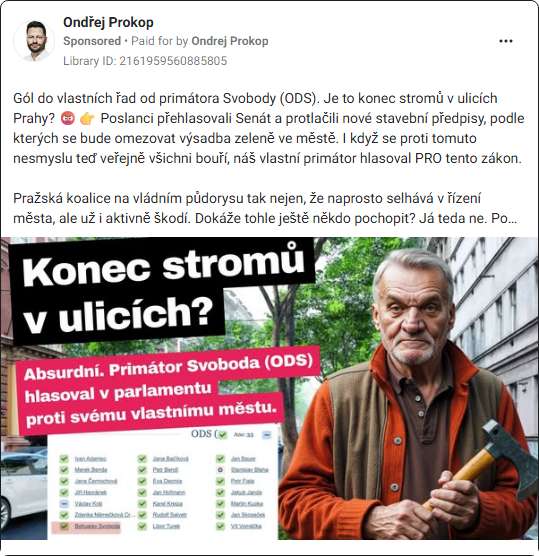 Ondřej Prokop
Sponsored • Paid for by Ondrej Prokop
Library ID: 2161959560885805
Gól do vlastních řad od primátora Svobody (ODS). Je to konec stromů v ulicích
Prahy? 🤬 👉 Poslanci přehlasovali Senát a protlačili nové stavební předpisy, podle
kterých se bude omezovat výsadba zeleně ve městě. I když se proti tomuto
nesmyslu teď veřejně všichni bouří, náš vlastní primátor hlasoval PRO tento zákon.
Pražská koalice na vládním půdorysu tak nejen, že naprosto selhává v řízení
města, ale už i aktivně škodí. Dokáže tohle ještě někdo pochopit? Já teda ne. Po…
Konec stromů
v ulicích?
Absurdní. Primátor Svoboda (ODS)
hlasoval v parlamentu
proti svému vlastnímu městu.
ODS
Ivan Adamec Jana Bačíková Jan Bauer
Marek Benda Petr Bendl Stanislav Blaha
Jana Černochová Eva Decroix Petr Fiala
Jiří Havránek Jan Hofmann Jakub Janda
Václav Král Karel Krejza Martin Kupka
Zdenka Němečková Rudolf Salvetr Jan Skopeček
Bohuslav Svoboda Libor Turek Vít Vomáčka